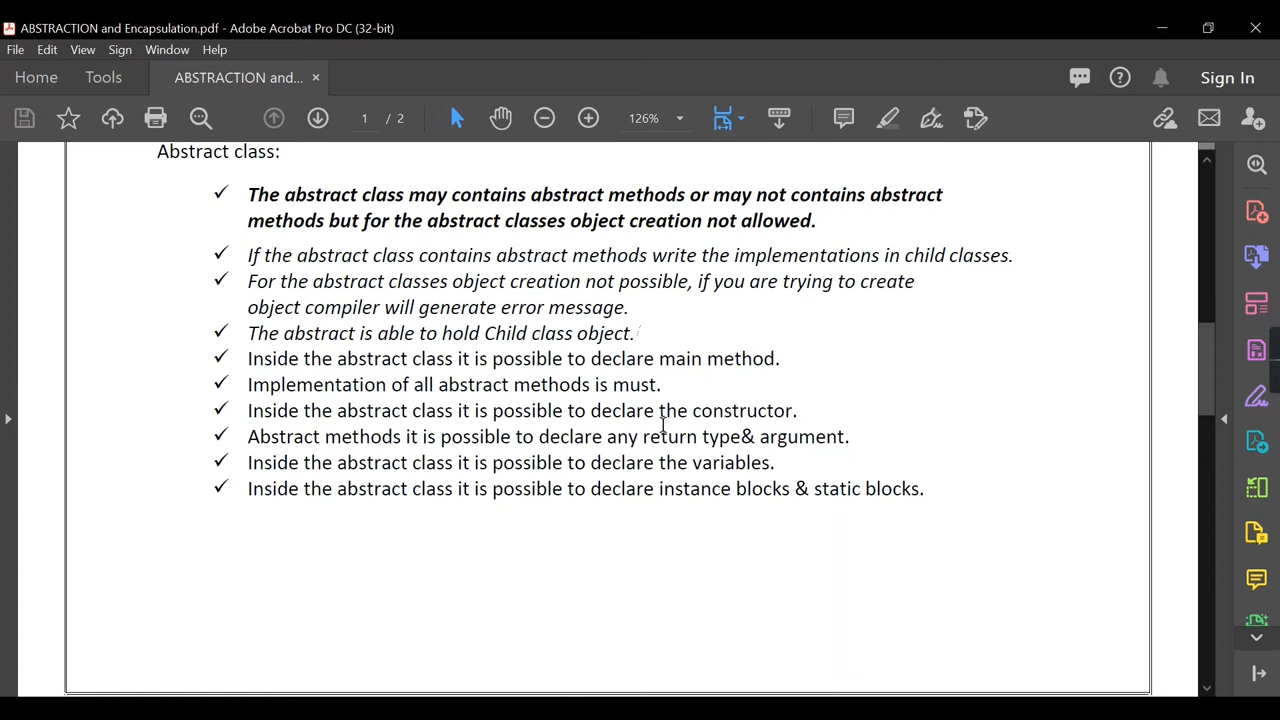 ABSTRACTION and Encapsulation.pdf - Adobe Acrobat Pro DC (32-bit)
File Edit View Sign Window Help
Home Tools ABSTRACTION and... × Sign In
1 / 2 126%
Abstract class:
✓ The abstract class may contains abstract methods or may not contains abstract
methods but for the abstract classes object creation not allowed.
✓ If the abstract class contains abstract methods write the implementations in child classes.
✓ For the abstract classes object creation not possible, if you are trying to create
object compiler will generate error message.
✓ The abstract is able to hold Child class object.
✓ Inside the abstract class it is possible to declare main method.
✓ Implementation of all abstract methods is must.
✓ Inside the abstract class it is possible to declare the constructor.
✓ Abstract methods it is possible to declare any return type& argument.
✓ Inside the abstract class it is possible to declare the variables.
✓ Inside the abstract class it is possible to declare instance blocks & static blocks.